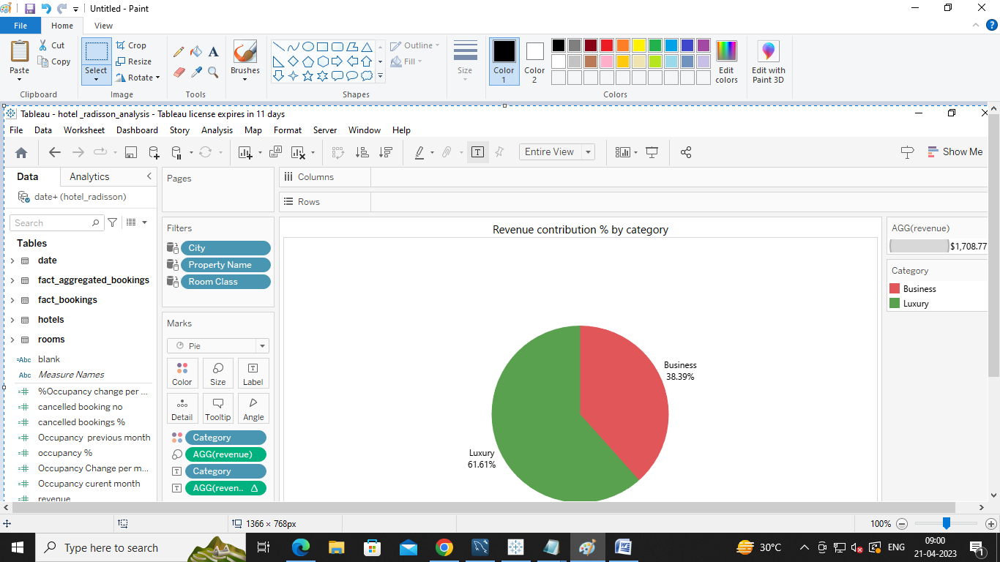 Untitled - Paint
File Home View
Paste
Cut
Copy
Clipboard
Select
Crop
Resize
Rotate
Image
A
Tools
Brushes
Shapes
Outline
Fill
Size
Color 1
Color 2
Colors
Edit colors
Edit with Paint 3D
Tableau - hotel _radisson_analysis - Tableau license expires in 11 days
File Data Worksheet Dashboard Story Analysis Map Format Server Window Help
Entire View
Show Me
Data Analytics
date+ (hotel_radisson)
Search
Tables
date
fact_aggregated_bookings
fact_bookings
hotels
rooms
Abc blank
Abc Measure Names
%Occupancy change per ...
cancelled booking no
cancelled bookings %
Occupancy previous month
occupancy %
Occupancy Change per m...
Occupancy curent month
revenue
Pages
Filters
City
Property Name
Room Class
Marks
Pie
Color Size Label
Detail Tooltip Angle
Category
AGG(revenue)
Category
AGG(reven.. Δ
Columns
Rows
Revenue contribution % by category
Business
38.39%
Luxury
61.61%
AGG(revenue)
$1,708.77
Category
Business
Luxury
1366 × 768px
100%
Type here to search
30°C
ENG
09:00
21-04-2023
1